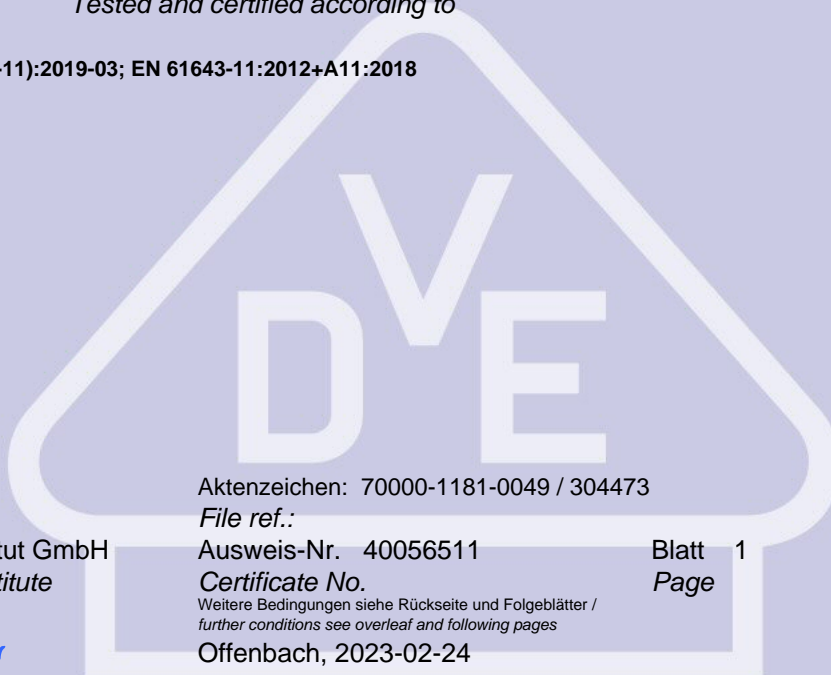 Tested and certified according to
-11):2019-03; EN 61643-11:2012+A11:2018
V
D E
Aktenzeichen: 70000-1181-0049 / 304473
File ref.:
tut GmbH Ausweis-Nr. 40056511 Blatt 1
titute Certificate No. Page
Weitere Bedingungen siehe Rückseite und Folgeblätter /
further conditions see overleaf and following pages
r Offenbach, 2023-02-24